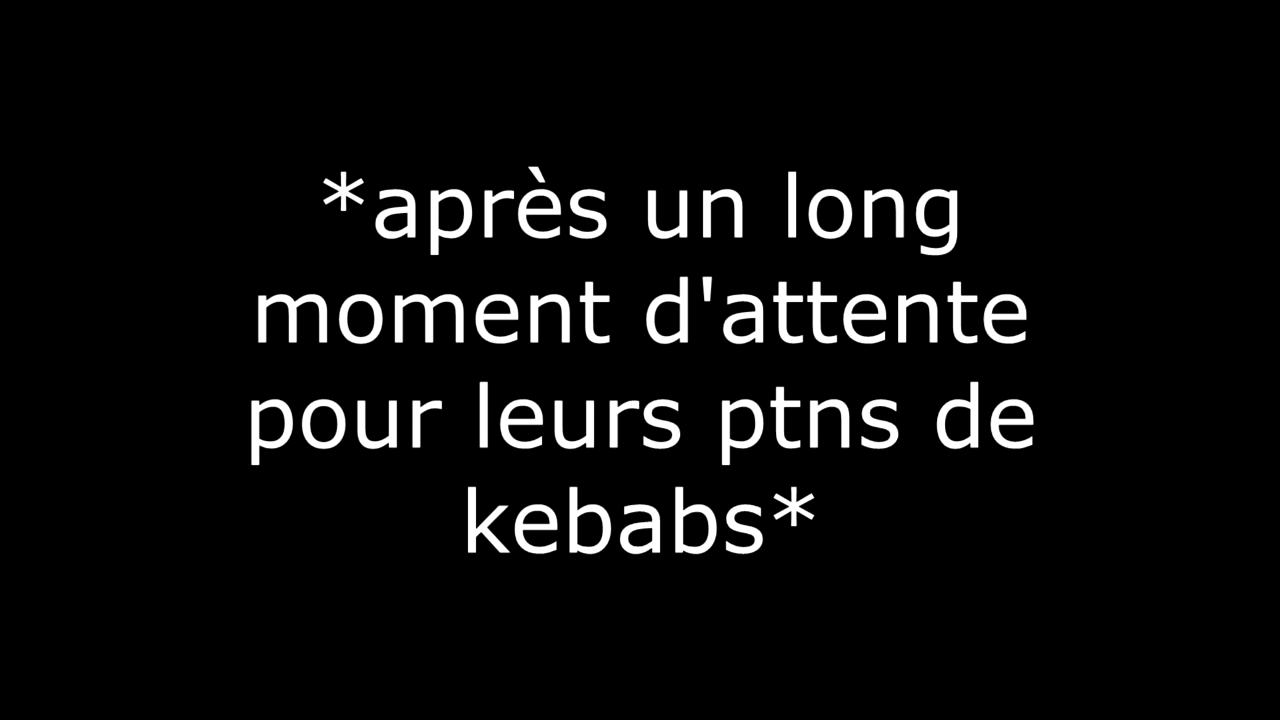 *après un long
moment d'attente
pour leurs ptns de
kebabs*